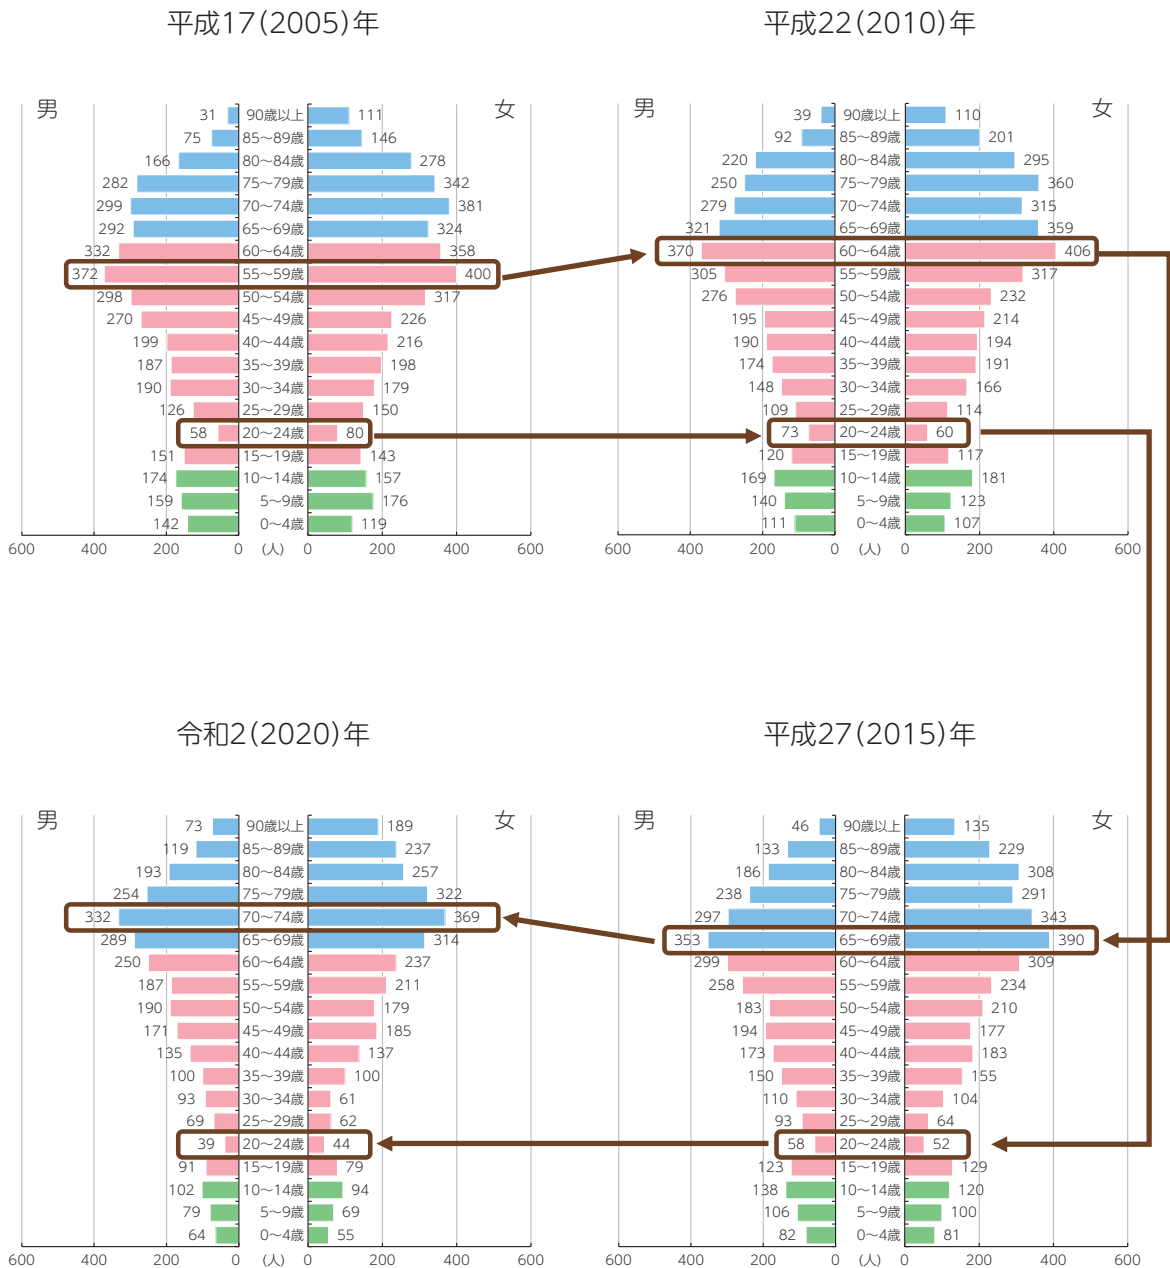 平成17(2005)年
男 女
31 90歳以上 111
75 85～89歳 146
166 80～84歳 278
282 75～79歳 342
299 70～74歳 381
292 65～69歳 324
332 60～64歳 358
372 55～59歳 400
298 50～54歳 317
270 45～49歳 226
199 40～44歳 216
187 35～39歳 198
190 30～34歳 179
126 25～29歳 150
58 20～24歳 80
151 15～19歳 143
174 10～14歳 157
159 5～9歳 176
142 0～4歳 119
600 400 200 0 (人) 0 200 400 600
平成22(2010)年
男 女
39 90歳以上 110
92 85～89歳 201
220 80～84歳 295
250 75～79歳 360
279 70～74歳 315
321 65～69歳 359
370 60～64歳 406
305 55～59歳 317
276 50～54歳 232
195 45～49歳 214
190 40～44歳 194
174 35～39歳 191
148 30～34歳 166
109 25～29歳 114
73 20～24歳 60
120 15～19歳 117
169 10～14歳 181
140 5～9歳 123
111 0～4歳 107
600 400 200 0 (人) 0 200 400 600
令和2(2020)年
男 女
73 90歳以上 189
119 85～89歳 237
193 80～84歳 257
254 75～79歳 322
332 70～74歳 369
289 65～69歳 314
250 60～64歳 237
187 55～59歳 211
190 50～54歳 179
171 45～49歳 185
135 40～44歳 137
100 35～39歳 100
93 30～34歳 61
69 25～29歳 62
39 20～24歳 44
91 15～19歳 79
102 10～14歳 94
79 5～9歳 69
64 0～4歳 55
600 400 200 0 (人) 0 200 400 600
平成27(2015)年
男 女
46 90歳以上 135
133 85～89歳 229
186 80～84歳 308
238 75～79歳 291
297 70～74歳 343
353 65～69歳 390
299 60～64歳 309
258 55～59歳 234
183 50～54歳 210
194 45～49歳 177
173 40～44歳 183
150 35～39歳 155
110 30～34歳 104
93 25～29歳 64
58 20～24歳 52
123 15～19歳 129
138 10～14歳 120
106 5～9歳 100
82 0～4歳 81
600 400 200 0 (人) 0 200 400 600